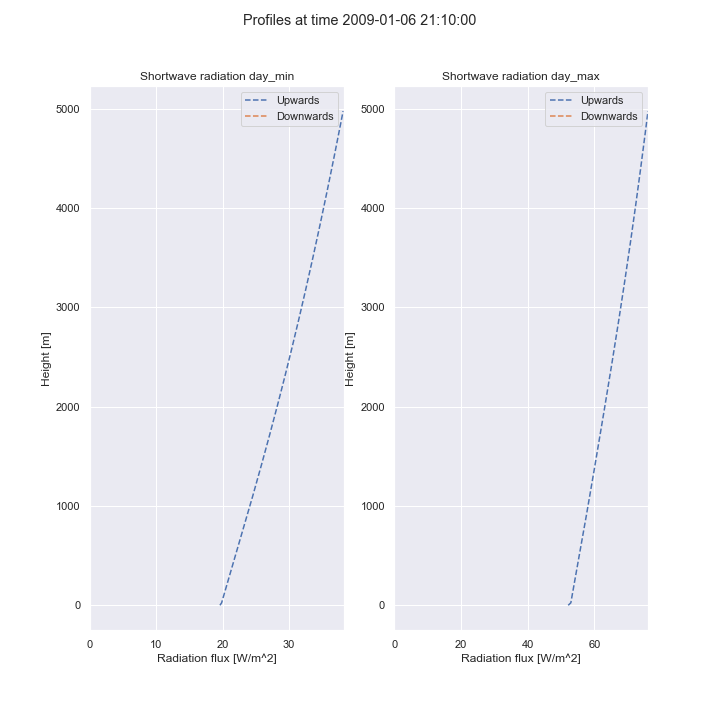 Profiles at time 2009-01-06 21:10:00
Shortwave radiation day_min
Upwards
Downwards
5000
4000
3000
2000
1000
0
Height [m]
0 10 20 30
Radiation flux [W/m^2]
Shortwave radiation day_max
Upwards
Downwards
5000
4000
3000
2000
1000
0
Height [m]
0 20 40 60
Radiation flux [W/m^2]